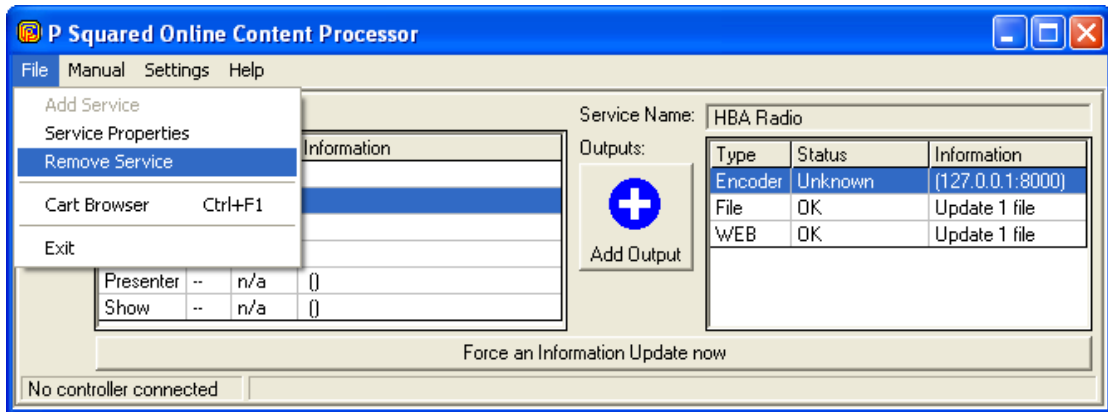 P Squared Online Content Processor
File Manual Settings Help
Add Service
Service Properties
Remove Service
Cart Browser Ctrl+F1
Exit
Information
Presenter -- n/a ()
Show -- n/a ()
Service Name: HBA Radio
Outputs:
Add Output
Type Status Information
Encoder Unknown (127.0.0.1:8000)
File OK Update 1 file
WEB OK Update 1 file
Force an Information Update now
No controller connected